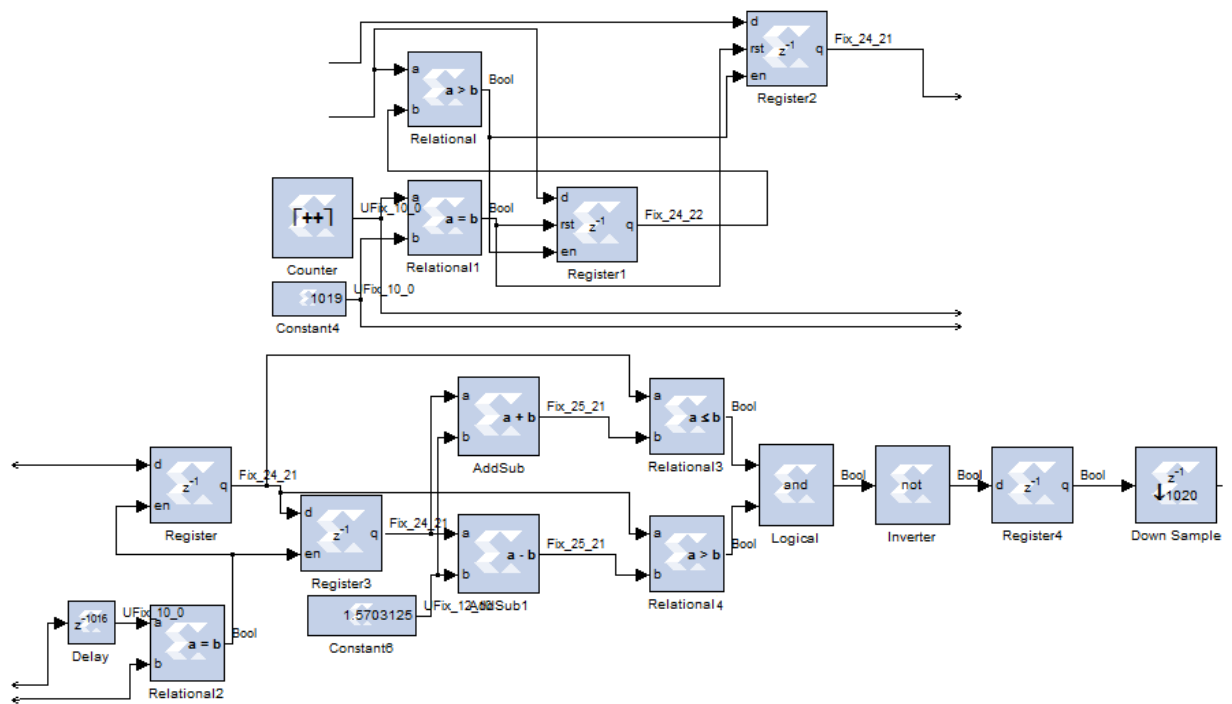 d
rst
en
z⁻¹
q
Fix_24_21
Register2
a
b
a > b
Bool
Relational
Counter
⌈++⌉
UFix_10_0
1019
UFix_10_0
Constant4
a
b
a = b
Bool
Relational1
d
rst
en
z⁻¹
q
Fix_24_22
Register1
d
en
z⁻¹
q
Fix_24_21
Register
d
en
z⁻¹
q
Fix_24_21
Register3
a
b
a + b
Fix_25_21
AddSub
a
b
a - b
Fix_25_21
AddSub1
1.5703125
Constant6
a
b
a ≤ b
Bool
Relational3
a
b
a > b
Bool
Relational4
and
Bool
Logical
not
Bool
Inverter
d
z⁻¹
q
Bool
Register4
z⁻¹
↓1020
Down Sample
z⁻¹⁰¹⁶
UFix_10_0
Delay
a
b
a = b
Bool
Relational2